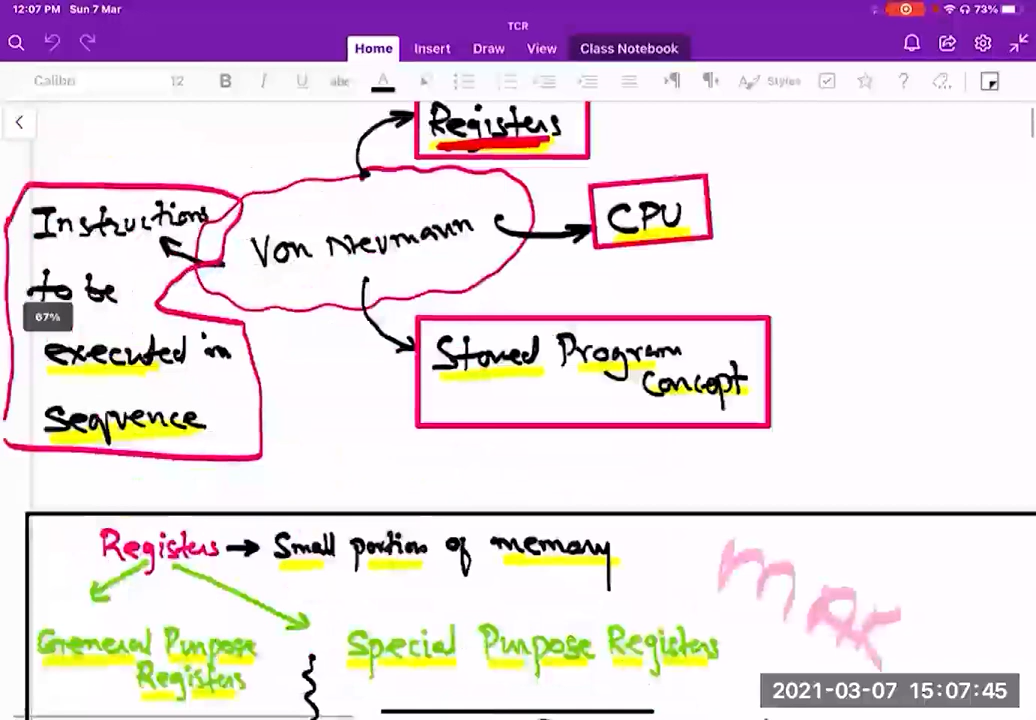 12:07 PM Sun 7 Mar
73%
TCR
Home Insert Draw View Class Notebook
Calibri 12 B I U abc A Styles
Registers
Instructions
to be
executed in
sequence
Von Neumann
CPU
67%
Stored Program
concept
Registers → Small portion of memory
General Purpose
Registers
Special Purpose Registers
MAK
2021-03-07 15:07:45